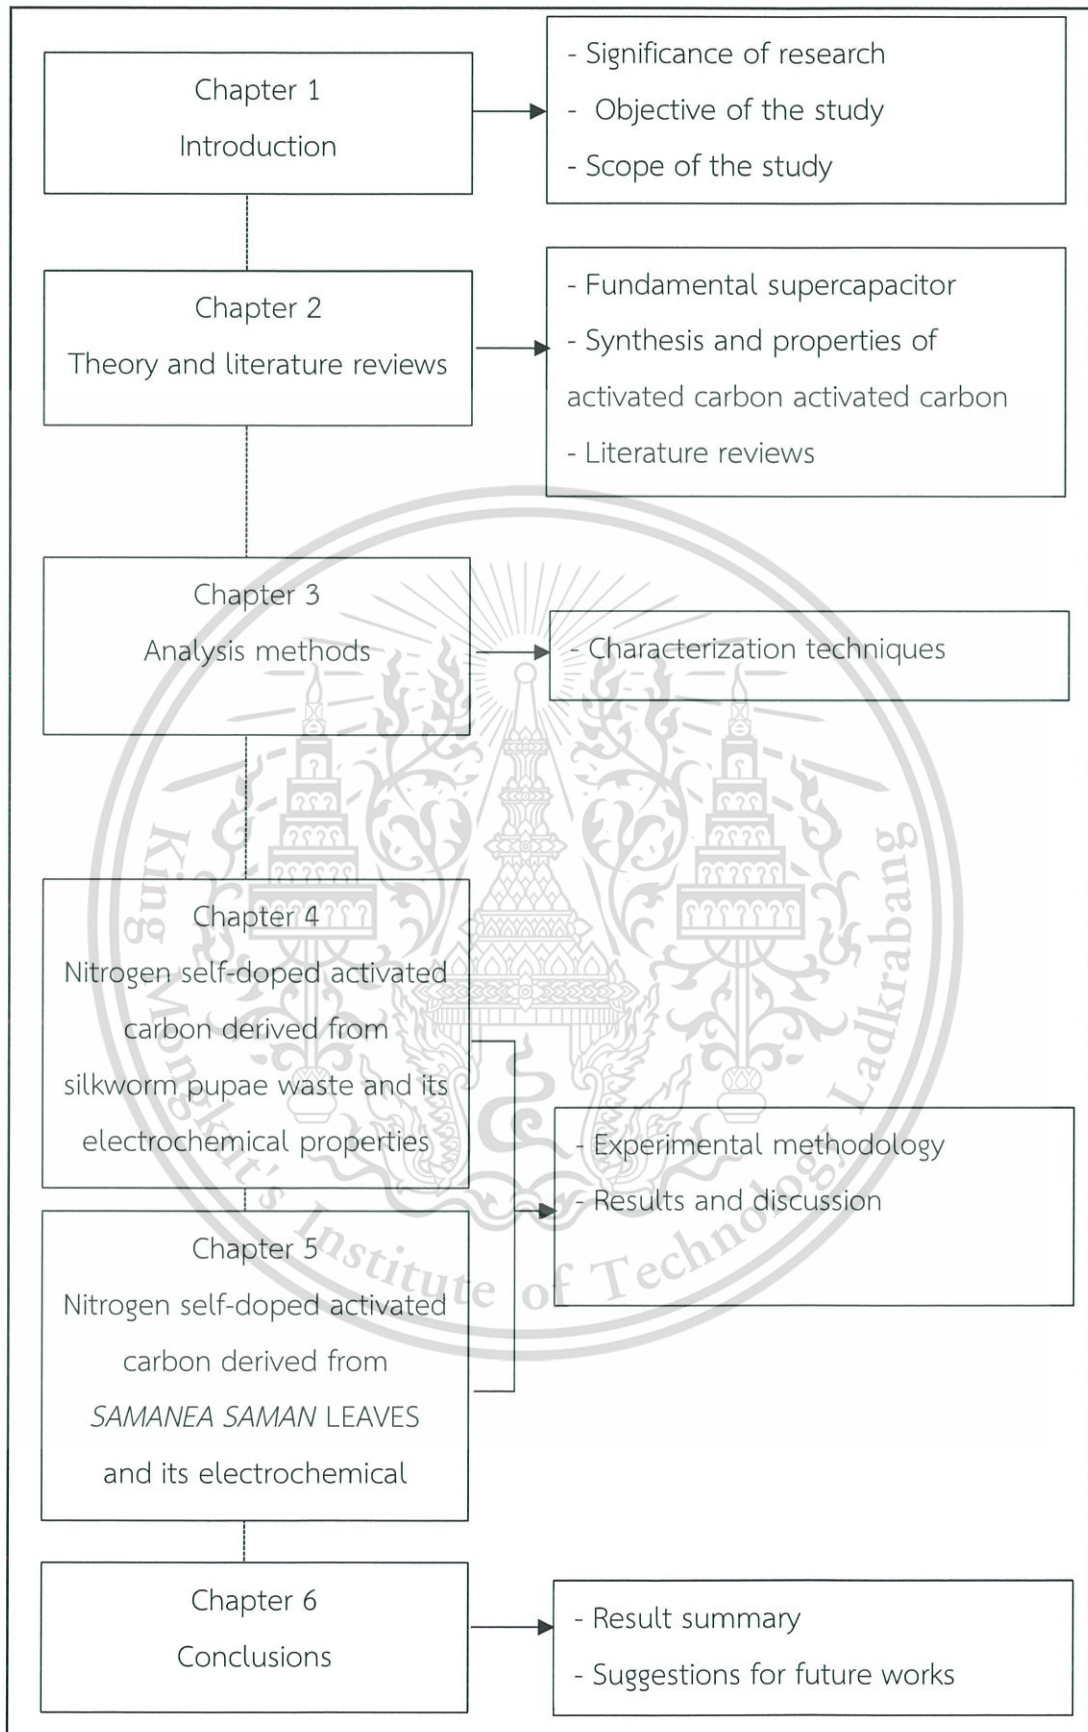 Chapter 1
Introduction
- Significance of research
- Objective of the study
- Scope of the study
Chapter 2
Theory and literature reviews
- Fundamental supercapacitor
- Synthesis and properties of
activated carbon activated carbon
- Literature reviews
Chapter 3
Analysis methods
- Characterization techniques
Chapter 4
Nitrogen self-doped activated
carbon derived from
silkworm pupae waste and its
electrochemical properties
Chapter 5
Nitrogen self-doped activated
carbon derived from
SAMANEA SAMAN LEAVES
and its electrochemical
- Experimental methodology
- Results and discussion
Chapter 6
Conclusions
- Result summary
- Suggestions for future works
King Mongkut's Institute of Technology Ladkrabang